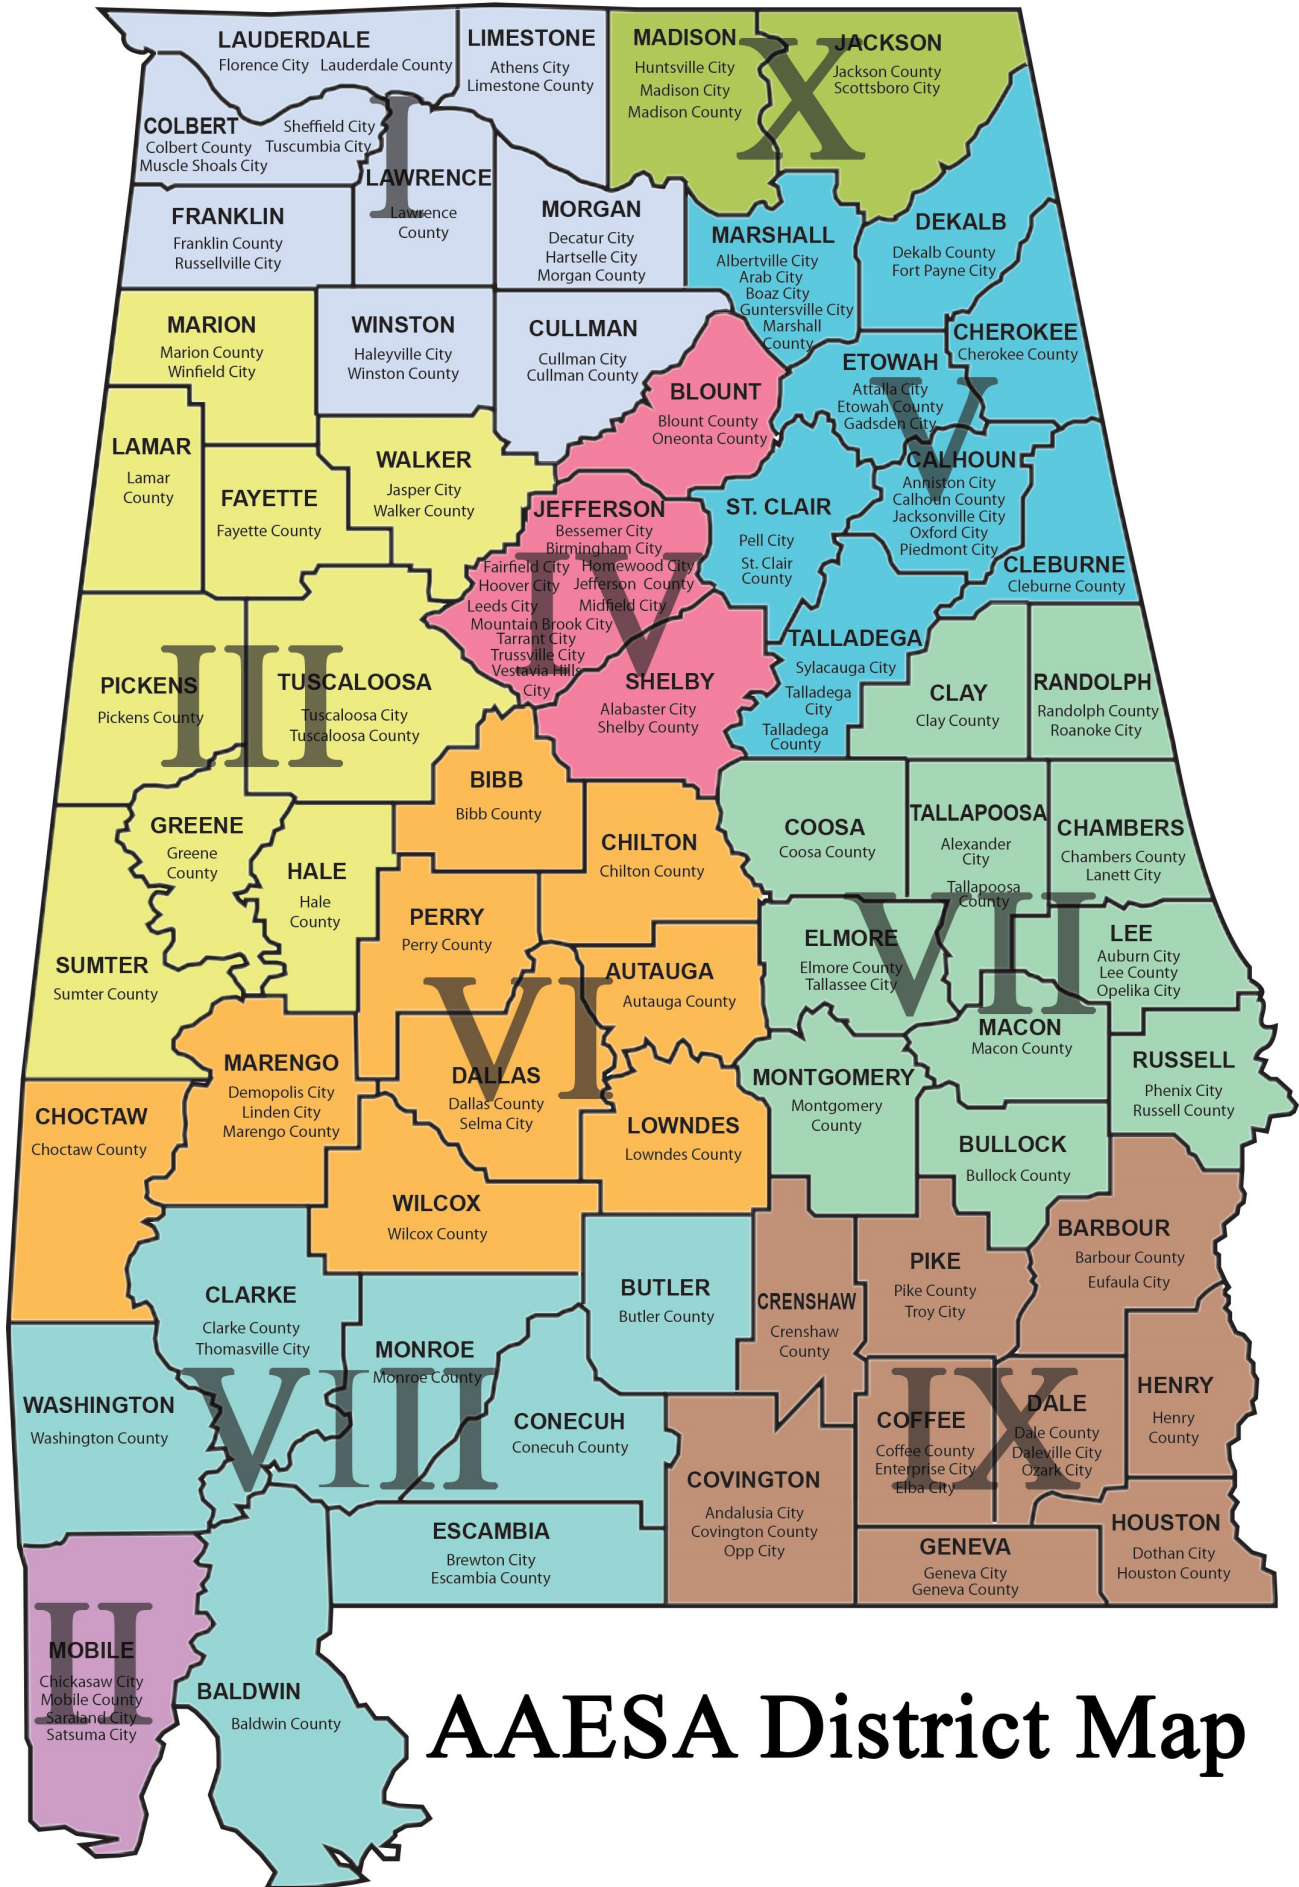 LAUDERDALE
Florence City Lauderdale County
LIMESTONE
Athens City
Limestone County
MADISON
Huntsville City
Madison City
Madison County
X
JACKSON
Jackson County
Scottsboro City
COLBERT
Colbert County
Muscle Shoals City
Sheffield City
Tuscumbia City
I
LAWRENCE
Lawrence
County
FRANKLIN
Franklin County
Russellville City
MORGAN
Decatur City
Hartselle City
Morgan County
MARSHALL
Albertville City
Arab City
Boaz City
Guntersville City
Marshall
County
DEKALB
Dekalb County
Fort Payne City
MARION
Marion County
Winfield City
WINSTON
Haleyville City
Winston County
CULLMAN
Cullman City
Cullman County
CHEROKEE
Cherokee County
ETOWAH
Attalla City
Etowah County
Gadsden City
V
BLOUNT
Blount County
Oneonta County
LAMAR
Lamar
County
FAYETTE
Fayette County
WALKER
Jasper City
Walker County
JEFFERSON
Bessemer City
Birmingham City
Fairfield City Homewood City
Hoover City Jefferson County
Leeds City Midfield City
Mountain Brook City
Tarrant City
Trussville City
Vestavia Hills
City
IV
ST. CLAIR
Pell City
St. Clair
County
CALHOUN
Anniston City
Calhoun County
Jacksonville City
Oxford City
Piedmont City
CLEBURNE
Cleburne County
TALLADEGA
Sylacauga City
Talladega
City
Talladega
County
PICKENS
Pickens County
III
TUSCALOOSA
Tuscaloosa City
Tuscaloosa County
SHELBY
Alabaster City
Shelby County
CLAY
Clay County
RANDOLPH
Randolph County
Roanoke City
BIBB
Bibb County
GREENE
Greene
County
HALE
Hale
County
CHILTON
Chilton County
COOSA
Coosa County
TALLAPOOSA
Alexander
City
Tallapoosa
County
CHAMBERS
Chambers County
Lanett City
SUMTER
Sumter County
PERRY
Perry County
VI
AUTAUGA
Autauga County
ELMORE
Elmore County
Tallassee City
VII
LEE
Auburn City
Lee County
Opelika City
MACON
Macon County
MARENGO
Demopolis City
Linden City
Marengo County
DALLAS
Dallas County
Selma City
MONTGOMERY
Montgomery
County
RUSSELL
Phenix City
Russell County
CHOCTAW
Choctaw County
LOWNDES
Lowndes County
BULLOCK
Bullock County
WILCOX
Wilcox County
BARBOUR
Barbour County
Eufaula City
CLARKE
Clarke County
Thomasville City
BUTLER
Butler County
CRENSHAW
Crenshaw
County
PIKE
Pike County
Troy City
MONROE
Monroe County
VIII
WASHINGTON
Washington County
CONECUH
Conecuh County
COFFEE
Coffee County
Enterprise City
Elba City
IX
DALE
Dale County
Daleville City
Ozark City
HENRY
Henry
County
COVINGTON
Andalusia City
Covington County
Opp City
ESCAMBIA
Brewton City
Escambia County
GENEVA
Geneva City
Geneva County
HOUSTON
Dothan City
Houston County
II
MOBILE
Chickasaw City
Mobile County
Saraland City
Satsuma City
BALDWIN
Baldwin County
AAESA District Map